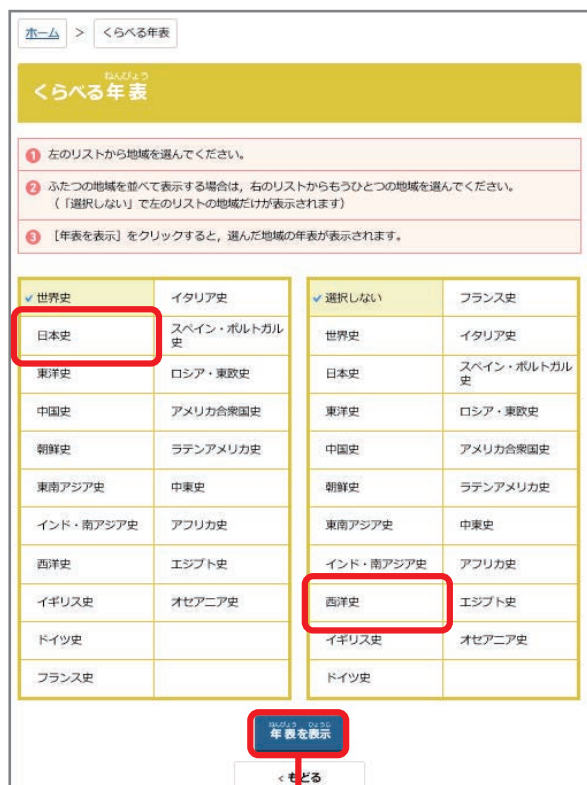 ホーム > くらべる年表
ねんぴょう
くらべる年表
1 左のリストから地域を選んでください。
2 ふたつの地域を並べて表示する場合は，右のリストからもうひとつの地域を選んでください。
（「選択しない」で左のリストの地域だけが表示されます）
3 ［年表を表示］をクリックすると，選んだ地域の年表が表示されます。
世界史 イタリア史
日本史 スペイン・ポルトガル史
東洋史 ロシア・東欧史
中国史 アメリカ合衆国史
朝鮮史 ラテンアメリカ史
東南アジア史 中東史
インド・南アジア史 アフリカ史
西洋史 エジプト史
イギリス史 オセアニア史
ドイツ史
フランス史
選択しない フランス史
世界史 イタリア史
日本史 スペイン・ポルトガル史
東洋史 ロシア・東欧史
中国史 アメリカ合衆国史
朝鮮史 ラテンアメリカ史
東南アジア史 中東史
インド・南アジア史 アフリカ史
西洋史 エジプト史
イギリス史 オセアニア史
ドイツ史
ねんぴょう ひょうじ
年表を表示
< もどる